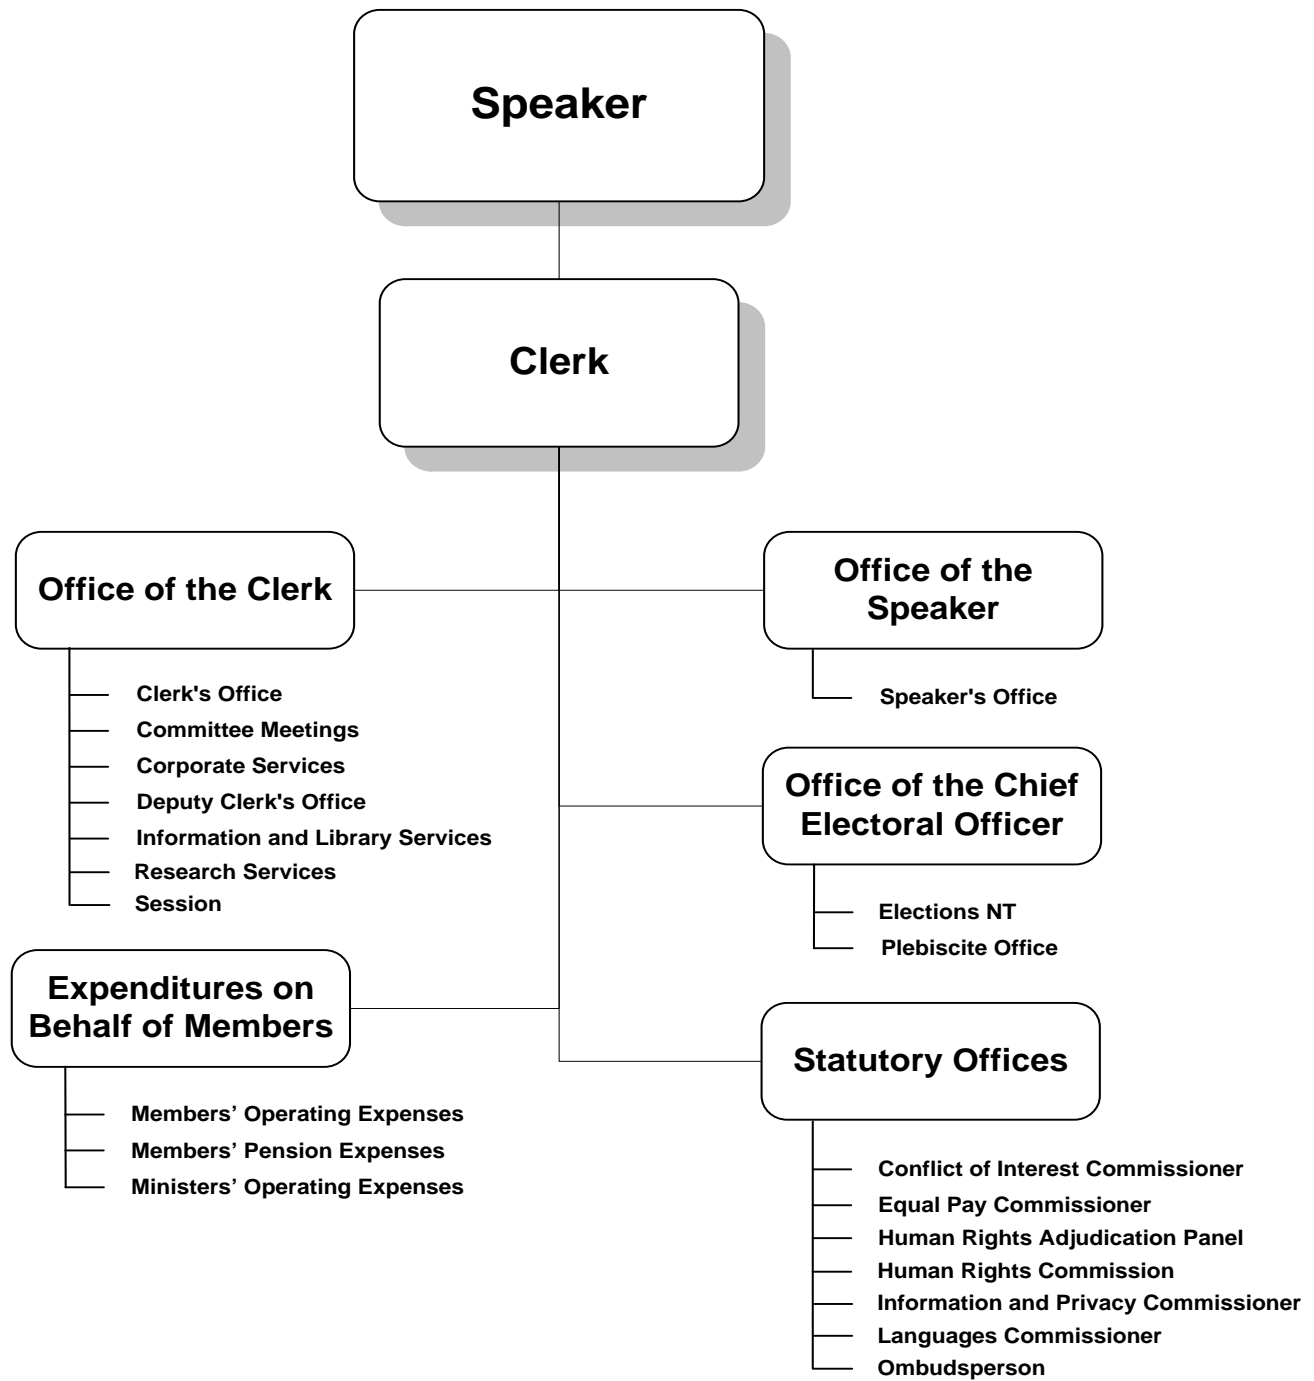 Speaker
Clerk
Office of the Clerk
Clerk's Office
Committee Meetings
Corporate Services
Deputy Clerk's Office
Information and Library Services
Research Services
Session
Expenditures on
Behalf of Members
Members’ Operating Expenses
Members’ Pension Expenses
Ministers’ Operating Expenses
Office of the
Speaker
Speaker's Office
Office of the Chief
Electoral Officer
Elections NT
Plebiscite Office
Statutory Offices
Conflict of Interest Commissioner
Equal Pay Commissioner
Human Rights Adjudication Panel
Human Rights Commission
Information and Privacy Commissioner
Languages Commissioner
Ombudsperson